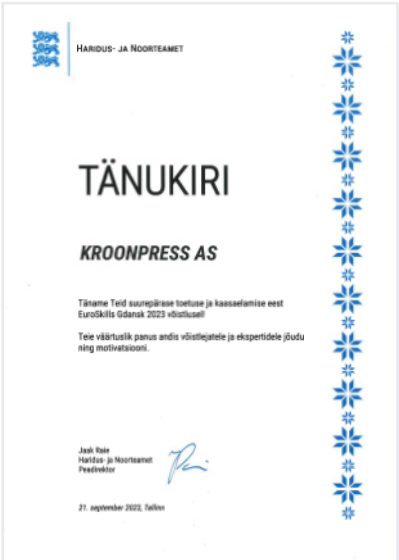 HARIDUS- JA NOORTEAMET
TÄNUKIRI
KROONPRESS AS
Täname Teid suurepärase toetuse ja kaasaelamise eest
EuroSkills Gdansk 2023 võistlusel!
Teie väärtuslik panus andis võistlejatele ja ekspertidele jõudu
ning motivatsiooni.
Jaak Raie
Haridus- ja Noorteamet
Peadirektor
21. september 2023, Tallinn